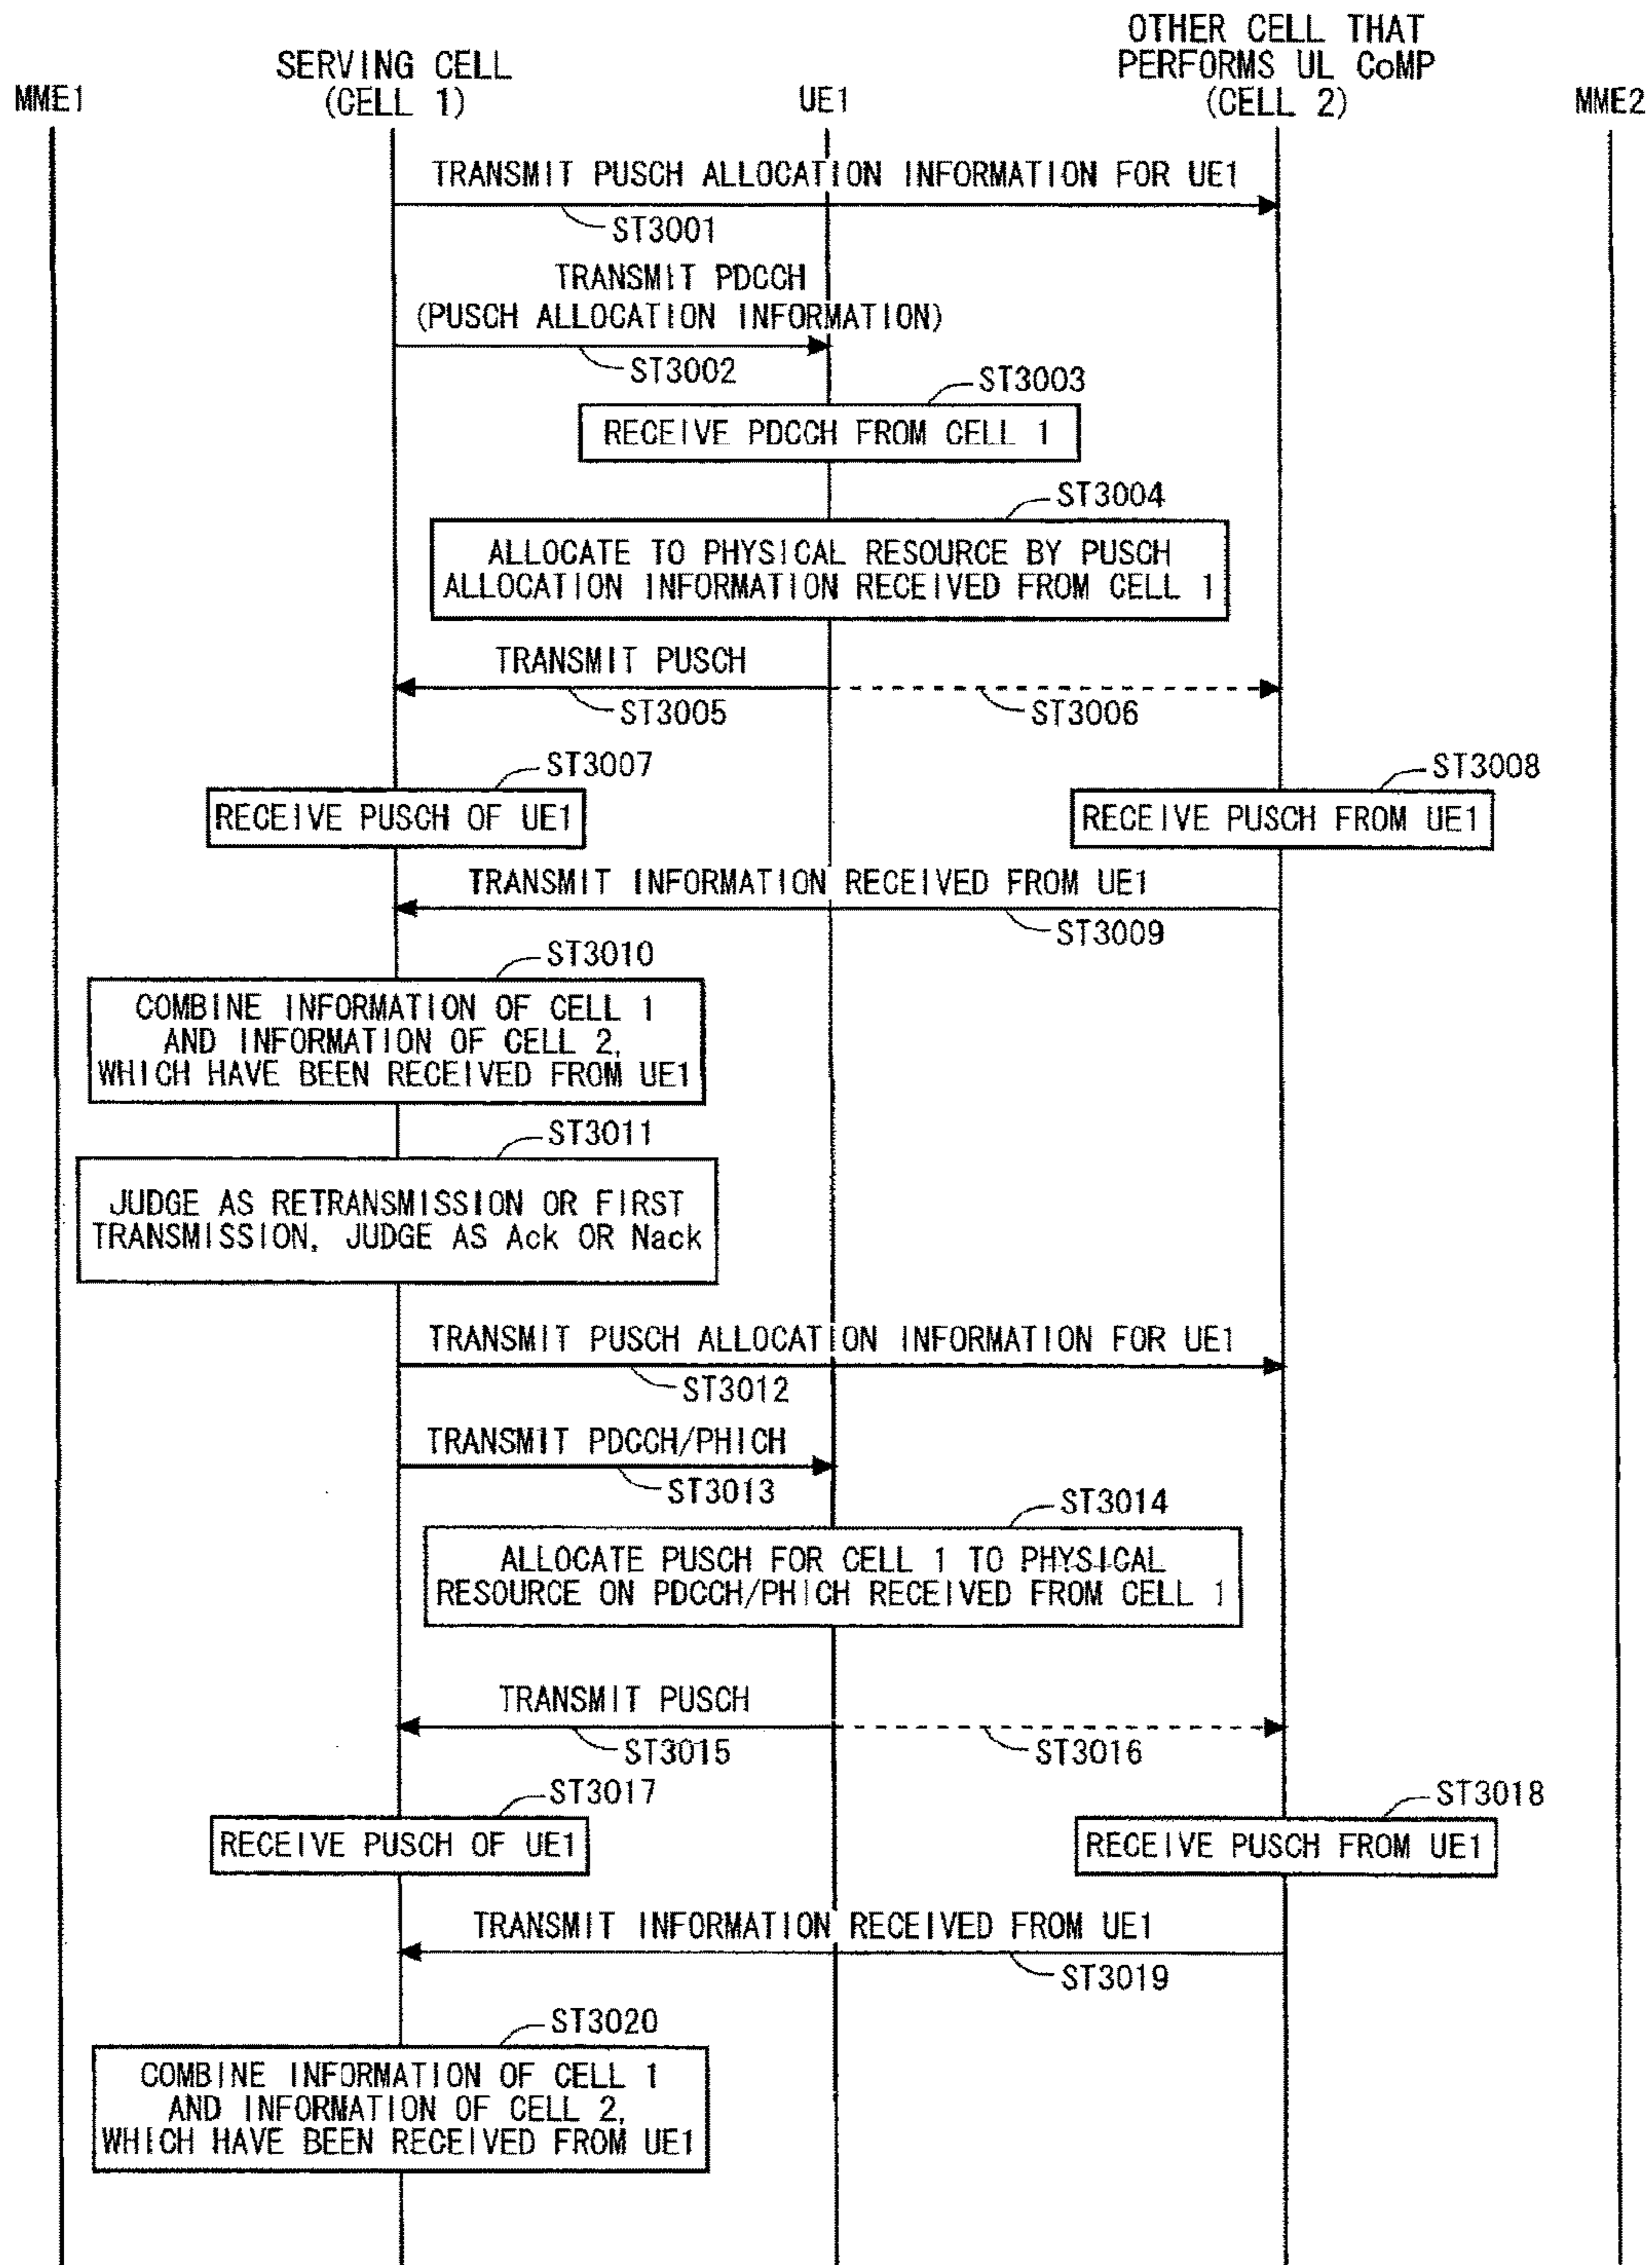 MME1
SERVING CELL
(CELL 1)
UE1
OTHER CELL THAT
PERFORMS UL CoMP
(CELL 2)
MME2
TRANSMIT PUSCH ALLOCATION INFORMATION FOR UE1
ST3001
TRANSMIT PDCCH
(PUSCH ALLOCATION INFORMATION)
ST3002
ST3003
RECEIVE PDCCH FROM CELL 1
ST3004
ALLOCATE TO PHYSICAL RESOURCE BY PUSCH
ALLOCATION INFORMATION RECEIVED FROM CELL 1
TRANSMIT PUSCH
ST3005
ST3006
ST3007
RECEIVE PUSCH OF UE1
ST3008
RECEIVE PUSCH FROM UE1
TRANSMIT INFORMATION RECEIVED FROM UE1
ST3009
ST3010
COMBINE INFORMATION OF CELL 1
AND INFORMATION OF CELL 2,
WHICH HAVE BEEN RECEIVED FROM UE1
ST3011
JUDGE AS RETRANSMISSION OR FIRST
TRANSMISSION, JUDGE AS Ack OR Nack
TRANSMIT PUSCH ALLOCATION INFORMATION FOR UE1
ST3012
TRANSMIT PDCCH/PHICH
ST3013
ST3014
ALLOCATE PUSCH FOR CELL 1 TO PHYSICAL
RESOURCE ON PDCCH/PHICH RECEIVED FROM CELL 1
TRANSMIT PUSCH
ST3015
ST3016
ST3017
RECEIVE PUSCH OF UE1
ST3018
RECEIVE PUSCH FROM UE1
TRANSMIT INFORMATION RECEIVED FROM UE1
ST3019
ST3020
COMBINE INFORMATION OF CELL 1
AND INFORMATION OF CELL 2,
WHICH HAVE BEEN RECEIVED FROM UE1